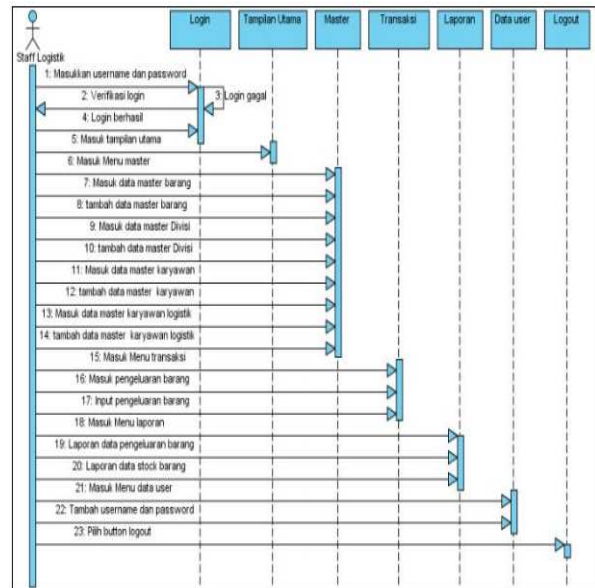 Login
Tampilan Utama
Master
Transaksi
Laporan
Data user
Logout
Staff Logistik
1: Masukkan username dan password
2: Verifikasi login
3: Login gagal
4: Login berhasil
5: Masuk tampilan utama
6: Masuk Menu master
7: Masuk data master barang
8: tambah data master barang
9: Masuk data master Divisi
10: tambah data master Divisi
11: Masuk data master karyawan
12: tambah data master karyawan
13: Masuk data master karyawan logistik
14: tambah data master karyawan logistik
15: Masuk Menu transaksi
16: Masuk pengeluaran barang
17: Input pengeluaran barang
18: Masuk Menu laporan
19: Laporan data pengeluaran barang
20: Laporan data stock barang
21: Masuk Menu data user
22: Tambah username dan password
23: Pilih button logout